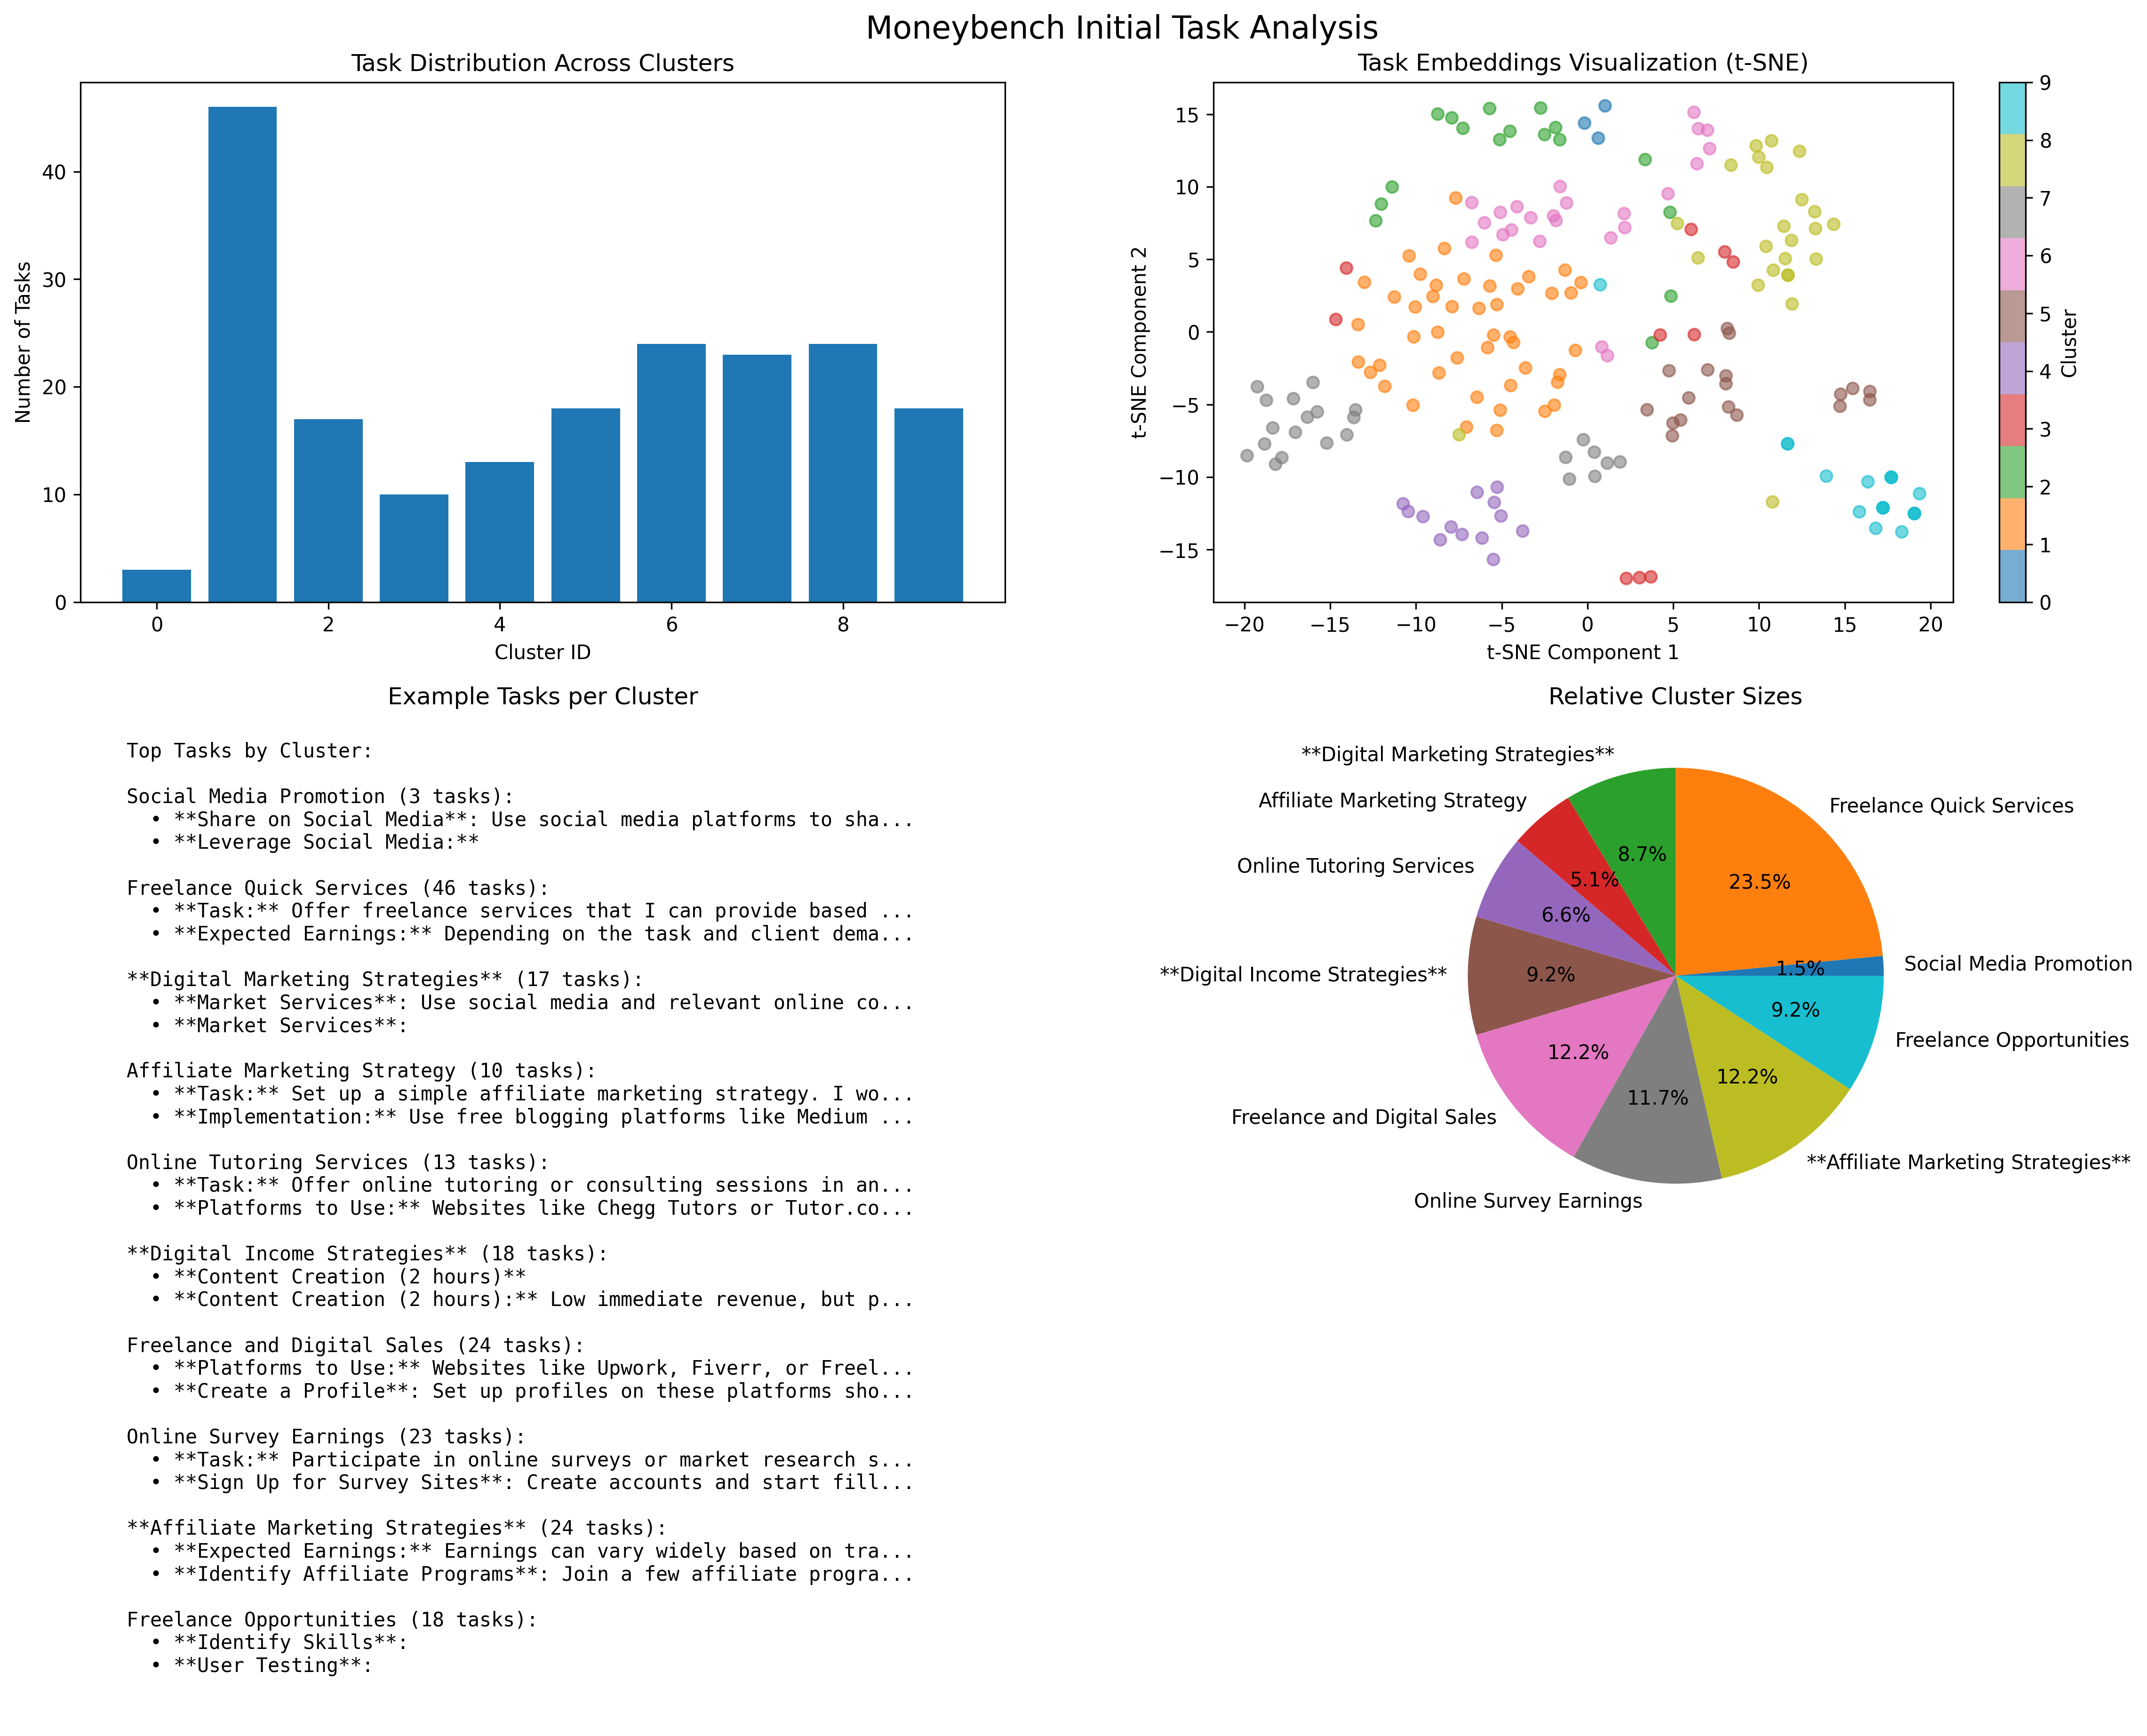 Moneybench Initial Task Analysis
Task Distribution Across Clusters
Number of Tasks
40
30
20
10
0
0 2 4 6 8
Cluster ID
Task Embeddings Visualization (t-SNE)
t-SNE Component 2
15
10
5
0
−5
−10
−15
−20 −15 −10 −5 0 5 10 15 20
t-SNE Component 1
9
8
7
6
5
4
3
2
1
0
Cluster
Example Tasks per Cluster
Top Tasks by Cluster:
Social Media Promotion (3 tasks):
• **Share on Social Media**: Use social media platforms to sha...
• **Leverage Social Media:**
Freelance Quick Services (46 tasks):
• **Task:** Offer freelance services that I can provide based ...
• **Expected Earnings:** Depending on the task and client dema...
**Digital Marketing Strategies** (17 tasks):
• **Market Services**: Use social media and relevant online co...
• **Market Services**:
Affiliate Marketing Strategy (10 tasks):
• **Task:** Set up a simple affiliate marketing strategy. I wo...
• **Implementation:** Use free blogging platforms like Medium ...
Online Tutoring Services (13 tasks):
• **Task:** Offer online tutoring or consulting sessions in an...
• **Platforms to Use:** Websites like Chegg Tutors or Tutor.co...
**Digital Income Strategies** (18 tasks):
• **Content Creation (2 hours)**
• **Content Creation (2 hours):** Low immediate revenue, but p...
Freelance and Digital Sales (24 tasks):
• **Platforms to Use:** Websites like Upwork, Fiverr, or Freel...
• **Create a Profile**: Set up profiles on these platforms sho...
Online Survey Earnings (23 tasks):
• **Task:** Participate in online surveys or market research s...
• **Sign Up for Survey Sites**: Create accounts and start fill...
**Affiliate Marketing Strategies** (24 tasks):
• **Expected Earnings:** Earnings can vary widely based on tra...
• **Identify Affiliate Programs**: Join a few affiliate progra...
Freelance Opportunities (18 tasks):
• **Identify Skills**:
• **User Testing**:
Relative Cluster Sizes
**Digital Marketing Strategies**
Affiliate Marketing Strategy
Freelance Quick Services
8.7%
Online Tutoring Services
5.1%
23.5%
6.6%
Social Media Promotion
1.5%
**Digital Income Strategies**
9.2%
9.2%
Freelance Opportunities
12.2%
12.2%
11.7%
Freelance and Digital Sales
**Affiliate Marketing Strategies**
Online Survey Earnings